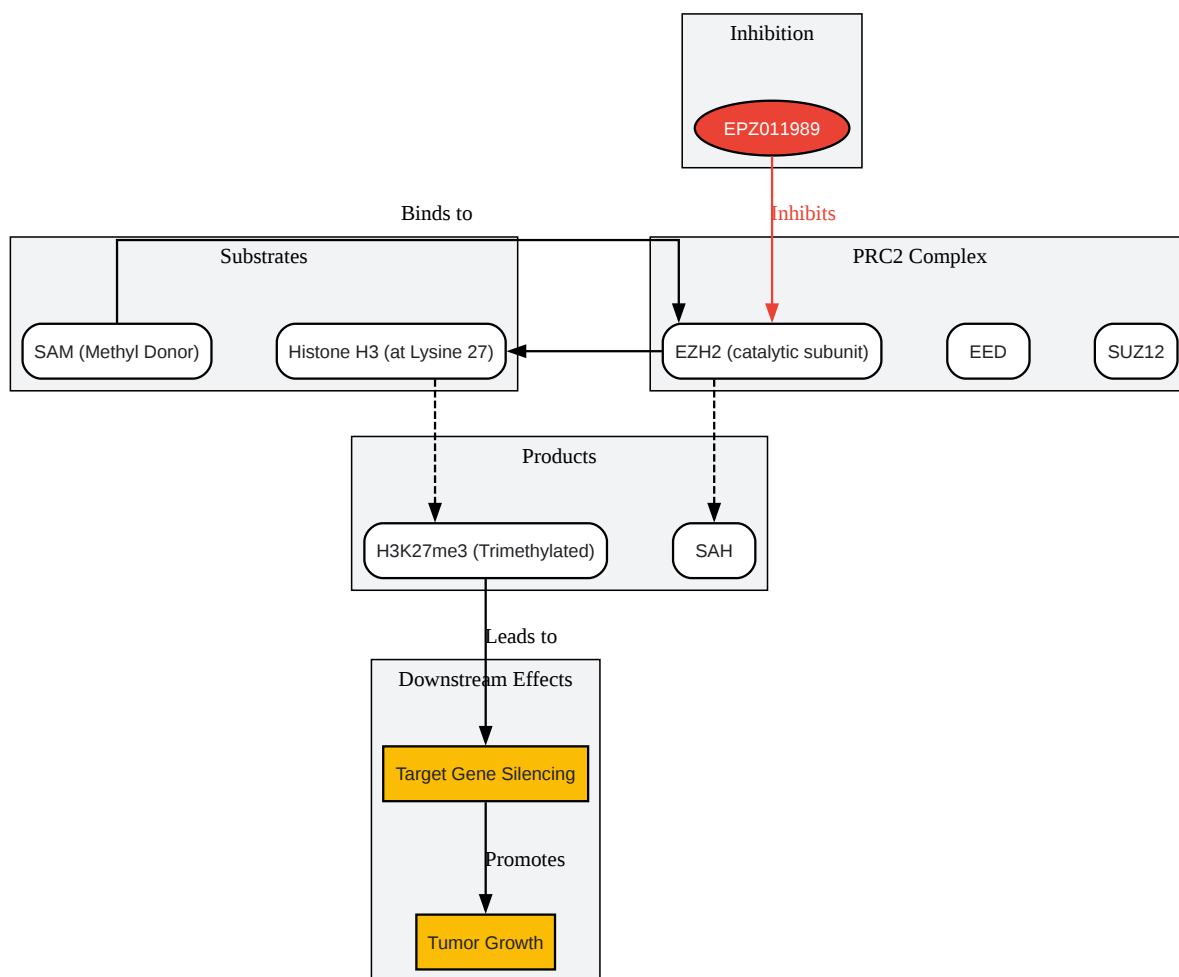 Inhibition
EPZ011989
Binds to
Inhibits
Substrates
PRC2 Complex
SAM (Methyl Donor)
Histone H3 (at Lysine 27)
EZH2 (catalytic subunit)
EED
SUZ12
Products
H3K27me3 (Trimethylated)
SAH
Leads to
Downstream Effects
Target Gene Silencing
Promotes
Tumor Growth